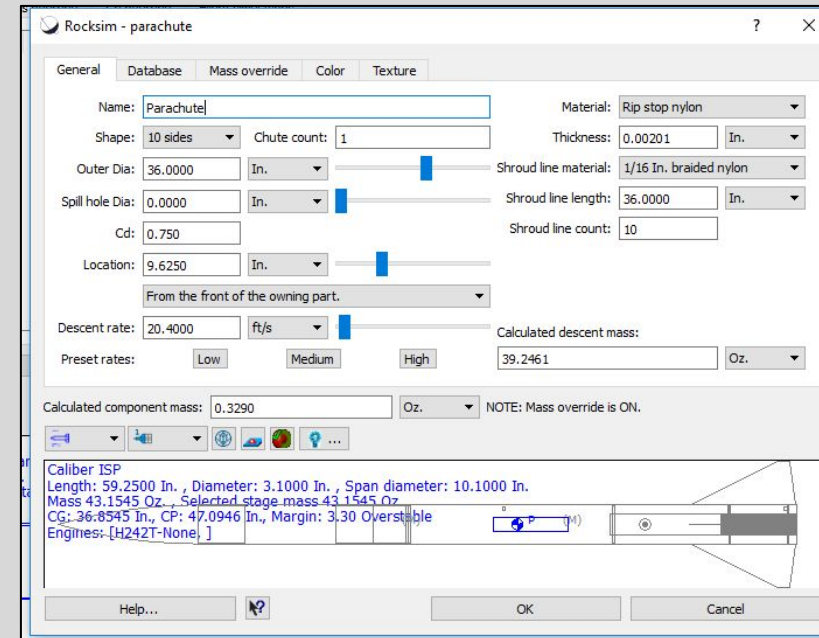 Rocksim - parachute
General Database Mass override Color Texture
Name: Parachute
Material: Rip stop nylon
Shape: 10 sides Chute count: 1
Thickness: 0.00201 In.
Outer Dia: 36.0000 In.
Shroud line material: 1/16 In. braided nylon
Spill hole Dia: 0.0000 In.
Shroud line length: 36.0000 In.
Cd: 0.750
Shroud line count: 10
Location: 9.6250 In.
From the front of the owning part.
Descent rate: 20.4000 ft/s
Calculated descent mass:
Preset rates: Low Medium High
39.2461 Oz.
Calculated component mass: 0.3290 Oz. NOTE: Mass override is ON.
...
Caliber ISP
Length: 59.2500 In. , Diameter: 3.1000 In. , Span diameter: 10.1000 In.
Mass 43.1545 Oz. , Selected stage mass 43.1545 Oz
CG: 36.8545 In., CP: 47.0946 In., Margin: 3.30 Overstable
Engines: [H242T-None, ]
P (M)
Help... OK Cancel